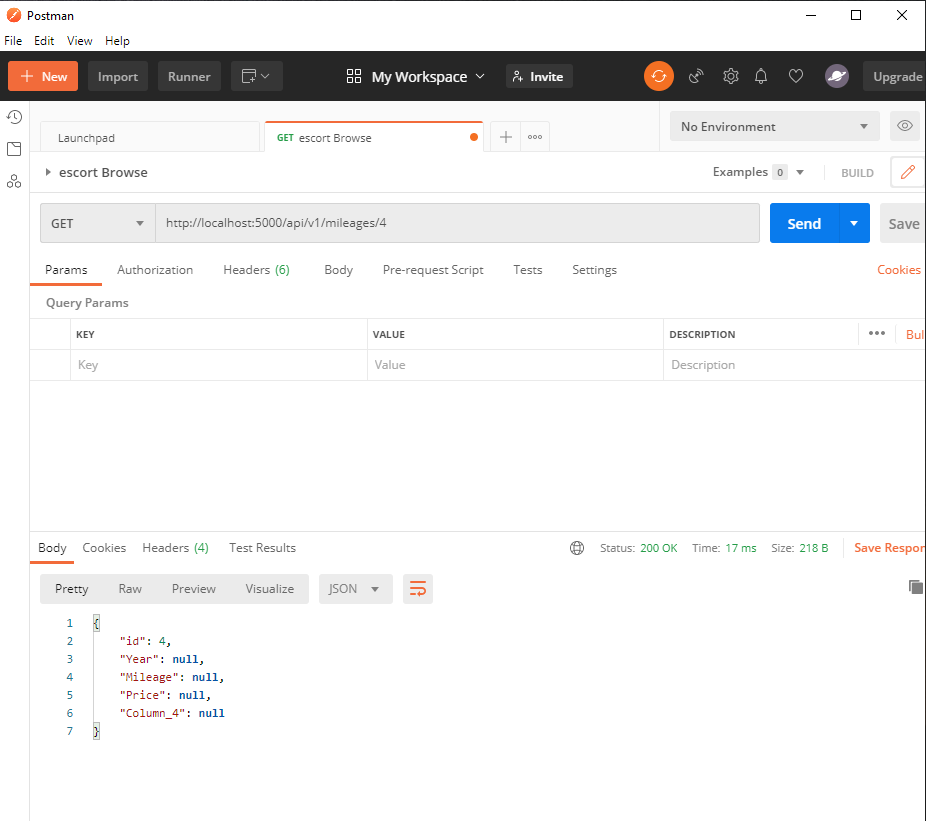 Postman
File Edit View Help
+ New Import Runner My Workspace Invite Upgrade
Launchpad GET escort Browse + ooo No Environment
escort Browse Examples 0 BUILD
GET http://localhost:5000/api/v1/mileages/4 Send Save
Params Authorization Headers (6) Body Pre-request Script Tests Settings Cookies
Query Params
KEY VALUE DESCRIPTION ••• Bul
Key Value Description
Body Cookies Headers (4) Test Results Status: 200 OK Time: 17 ms Size: 218 B Save Respor
Pretty Raw Preview Visualize JSON
1 {
2 "id": 4,
3 "Year": null,
4 "Mileage": null,
5 "Price": null,
6 "Column_4": null
7 }